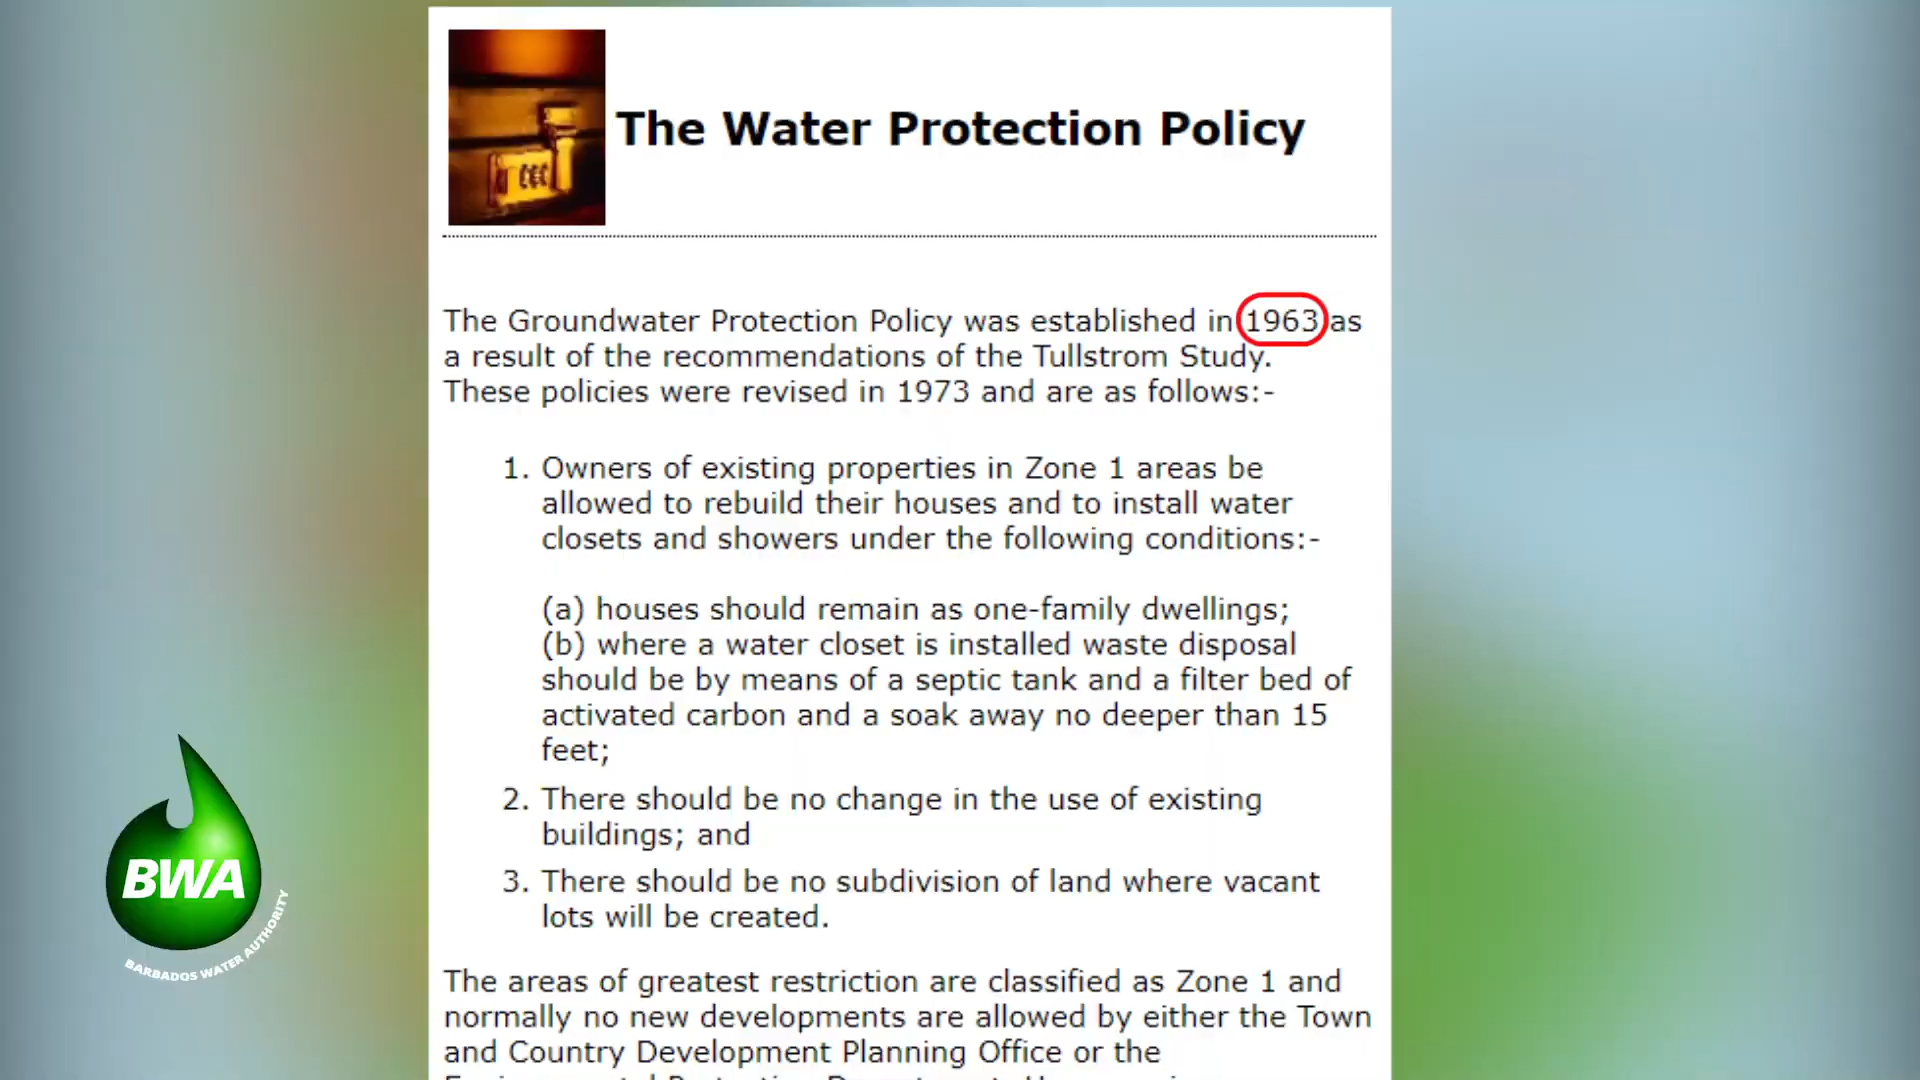 The Water Protection Policy
The Groundwater Protection Policy was established in 1963 as
a result of the recommendations of the Tullstrom Study.
These policies were revised in 1973 and are as follows:-
1. Owners of existing properties in Zone 1 areas be
allowed to rebuild their houses and to install water
closets and showers under the following conditions:-
(a) houses should remain as one-family dwellings;
(b) where a water closet is installed waste disposal
should be by means of a septic tank and a filter bed of
activated carbon and a soak away no deeper than 15
feet;
2. There should be no change in the use of existing
buildings; and
3. There should be no subdivision of land where vacant
lots will be created.
The areas of greatest restriction are classified as Zone 1 and
normally no new developments are allowed by either the Town
and Country Development Planning Office or the
BWA
BARBADOS WATER AUTHORITY